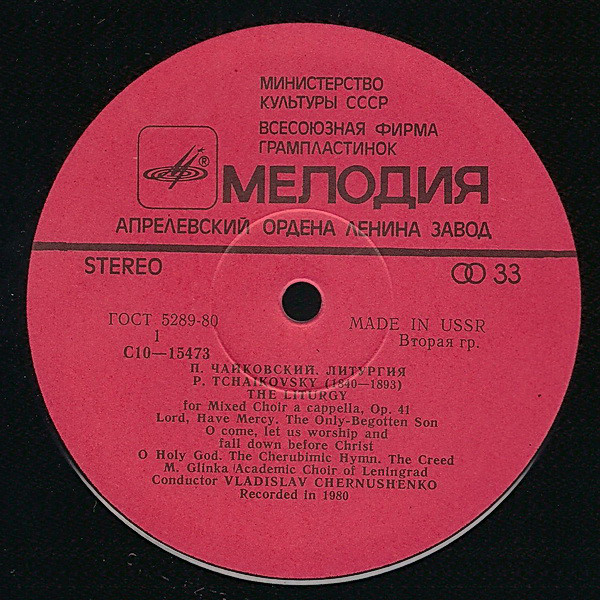 МИНИСТЕРСТВО
КУЛЬТУРЫ СССР
ВСЕСОЮЗНАЯ ФИРМА
ГРАМПЛАСТИНОК
®
МЕЛОДИЯ
АПРЕЛЕВСКИЙ ОРДЕНА ЛЕНИНА ЗАВОД
STEREO
33
ГОСТ 5289-80
MADE IN USSR
1
Вторая гр.
С10—15473
П. ЧАЙКОВСКИЙ. ЛИТУРГИЯ
P. TCHAIKOVSKY (1840—1893)
THE LITURGY
for Mixed Choir a cappella, Op. 41
Lord, Have Mercy. The Only-Begotten Son
O come, let us worship and
fall down before Christ
O Holy God. The Cherubimic Hymn. The Creed
M. Glinka Academic Choir of Leningrad
Conductor VLADISLAV CHERNUSHENKO
Recorded in 1980